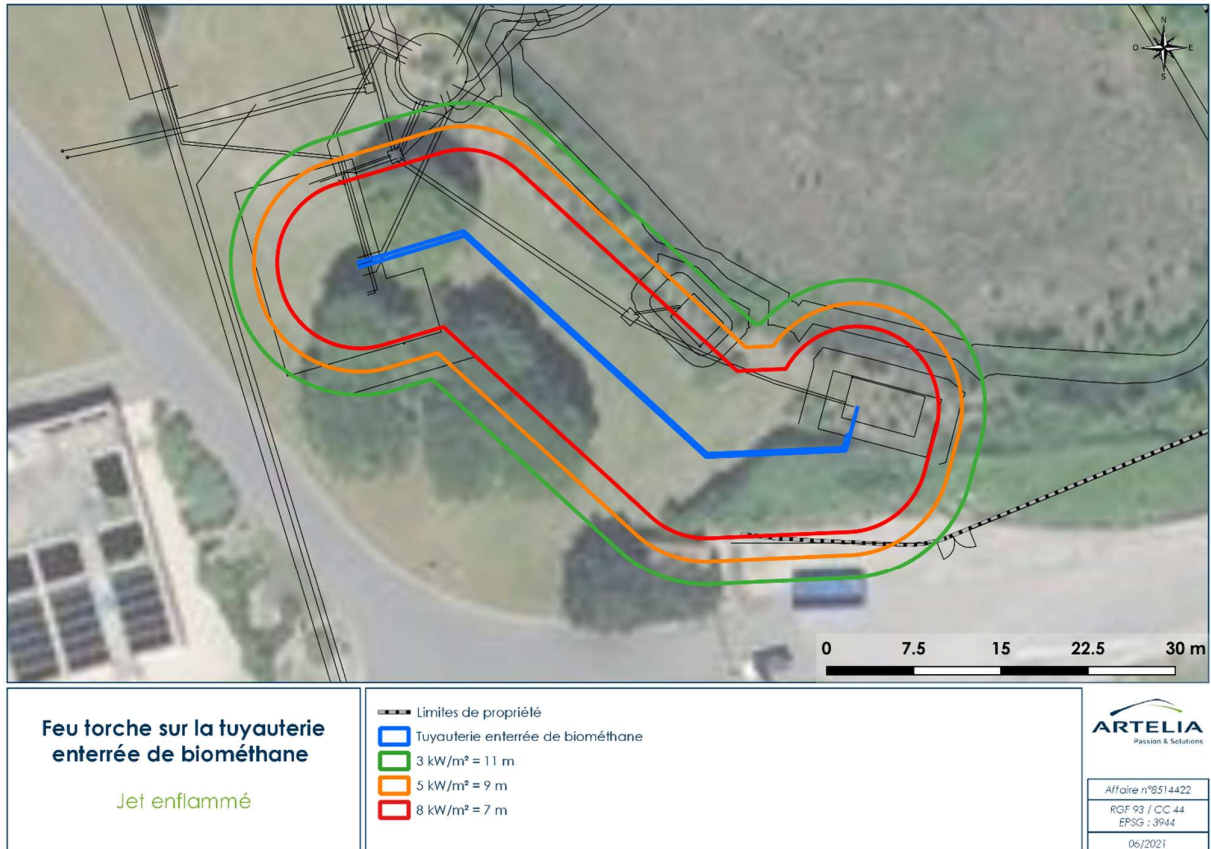 N
O
E
S
0 7.5 15 22.5 30 m
Feu torche sur la tuyauterie
enterrée de biométhane
Jet enflammé
Limites de propriété
Tuyauterie enterrée de biométhane
3 kW/m² = 11 m
5 kW/m² = 9 m
8 kW/m² = 7 m
ARTELIA
Passion & Solutions
Affaire n°8514422
RGF 93 / CC 44
EPSG : 3944
06/2021